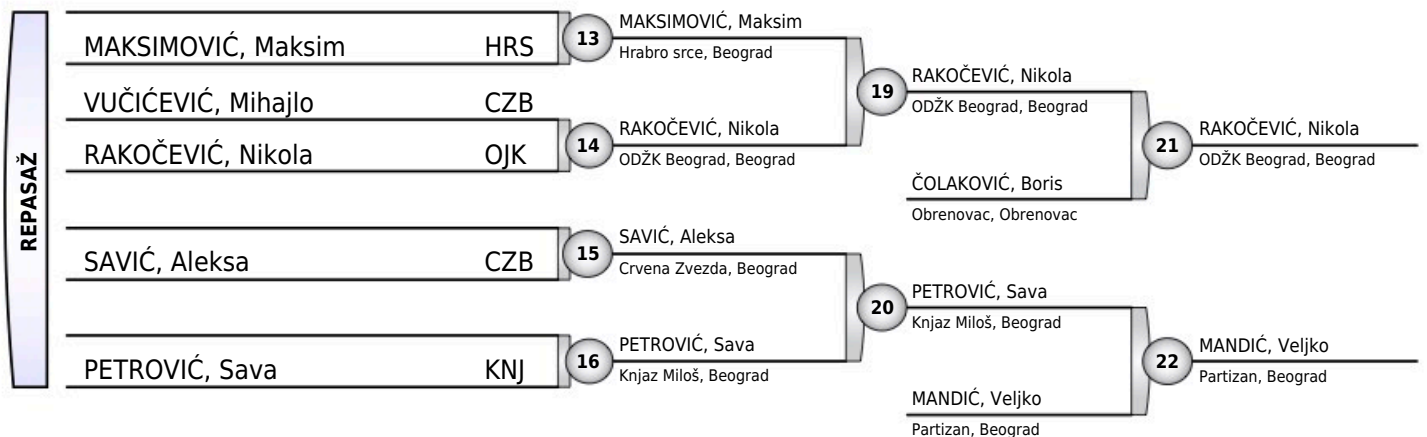 REPASAŽ
MAKSIMOVIĆ, Maksim HRS
VUČIĆEVIĆ, Mihajlo CZB
RAKOČEVIĆ, Nikola OJK
SAVIĆ, Aleksa CZB
PETROVIĆ, Sava KNJ
13
MAKSIMOVIĆ, Maksim
Hrabro srce, Beograd
14
RAKOČEVIĆ, Nikola
ODŽK Beograd, Beograd
15
SAVIĆ, Aleksa
Crvena Zvezda, Beograd
16
PETROVIĆ, Sava
Knjaz Miloš, Beograd
19
RAKOČEVIĆ, Nikola
ODŽK Beograd, Beograd
ČOLAKOVIĆ, Boris
Obrenovac, Obrenovac
20
PETROVIĆ, Sava
Knjaz Miloš, Beograd
MANDIĆ, Veljko
Partizan, Beograd
21
RAKOČEVIĆ, Nikola
ODŽK Beograd, Beograd
22
MANDIĆ, Veljko
Partizan, Beograd